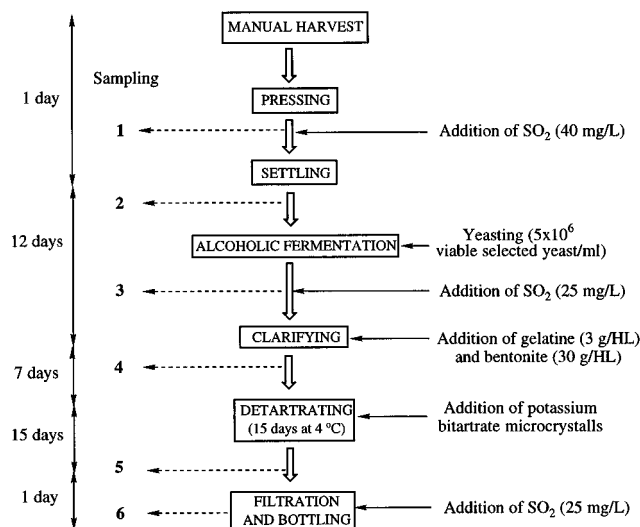 MANUAL HARVEST
Sampling
1 day
PRESSING
1
Addition of SO2 (40 mg/L)
SETTLING
2
12 days
ALCOHOLIC FERMENTATION
Yeasting (5x10^6
viable selected yeast/ml)
3
Addition of SO2 (25 mg/L)
CLARIFYING
Addition of gelatine (3 g/HL)
and bentonite (30 g/HL)
7 days
4
DETARTRATING
(15 days at 4 ºC)
Addition of potassium
bitartrate microcrystalls
15 days
5
1 day
6
FILTRATION
AND BOTTLING
Addition of SO2 (25 mg/L)